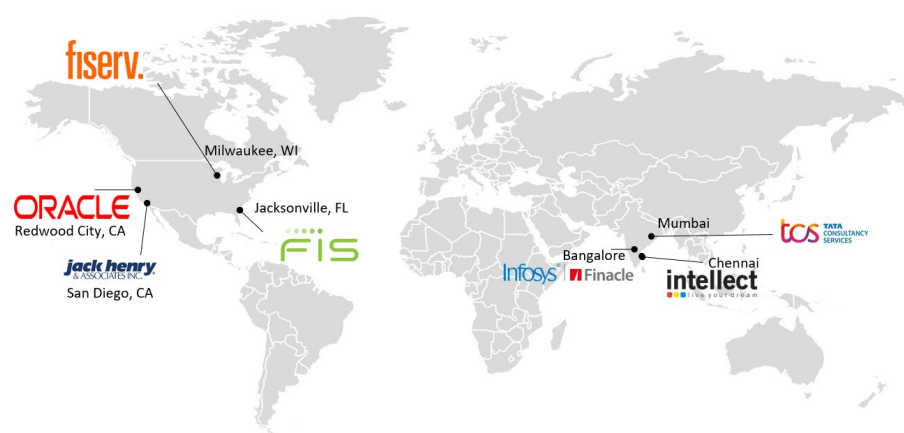 fiserv.
Milwaukee, WI
ORACLE
Redwood City, CA
Jacksonville, FL
FIS
jack henry
& ASSOCIATES INC.
San Diego, CA
Mumbai
tcs TATA
CONSULTANCY
SERVICES
Bangalore
Chennai
Infosys | Finacle
intellect
live your dream